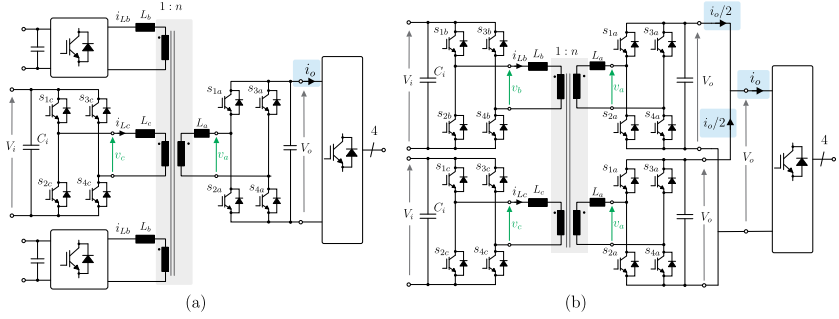 1 : n
i_Lb L_b
i_o
s_1c s_3c
V_i C_i
i_Lc L_c
v_c
s_2c s_4c
L_a
v_a
s_1a s_3a
s_2a s_4a
V_o
4
i_Lb L_b
(a)
i_o/2
s_1b s_3b
V_i C_i
i_Lb L_b
v_b
s_2b s_4b
1 : n
L_a
v_a
s_1a s_3a
s_2a s_4a
V_o
i_o
i_o/2
s_1c s_3c
V_i C_i
i_Lc L_c
v_c
s_2c s_4c
L_a
v_a
s_1a s_3a
s_2a s_4a
V_o
V_o
4
(b)